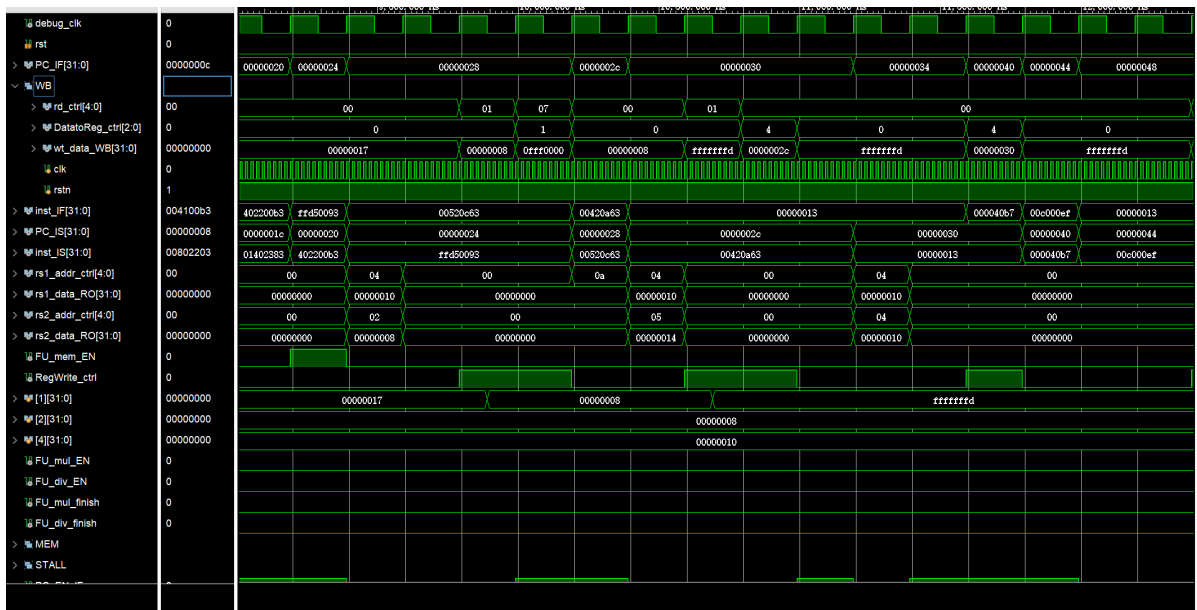 debug_clk 0
rst 0
PC_IF[31:0] 0000000c 00000020 00000024 00000028 0000002c 00000030 00000034 00000040 00000044 00000048
WB
rd_ctrl[4:0] 00 00 01 07 00 01 00
DatatoReg_ctrl[2:0] 0 0 1 0 4 0 4 0
wt_data_WB[31:0] 00000000 00000017 00000008 0fff0000 00000008 fffffffd 0000002c fffffffd 00000030 fffffffd
clk 0
rstn 1
inst_IF[31:0] 004100b3 402200b3 ffd50093 00520c63 00420a63 00000013 000040b7 00c000ef 00000013
PC_IS[31:0] 00000008 0000001c 00000020 00000024 00000028 0000002c 00000030 00000040 00000044
inst_IS[31:0] 00802203 01402383 402200b3 ffd50093 00520c63 00420a63 00000013 000040b7 00c000ef
rs1_addr_ctrl[4:0] 00 00 04 00 0a 04 00 04 00
rs1_data_RO[31:0] 00000000 00000000 00000010 00000000 00000010 00000000 00000010 00000000
rs2_addr_ctrl[4:0] 00 00 02 00 05 00 04 00
rs2_data_RO[31:0] 00000000 00000000 00000008 00000000 00000014 00000000 00000010 00000000
FU_mem_EN 0
RegWrite_ctrl 0
[1][31:0] 00000000 00000017 00000008 fffffffd
[2][31:0] 00000000 00000008
[4][31:0] 00000000 00000010
FU_mul_EN 0
FU_div_EN 0
FU_mul_finish 0
FU_div_finish 0
MEM
STALL